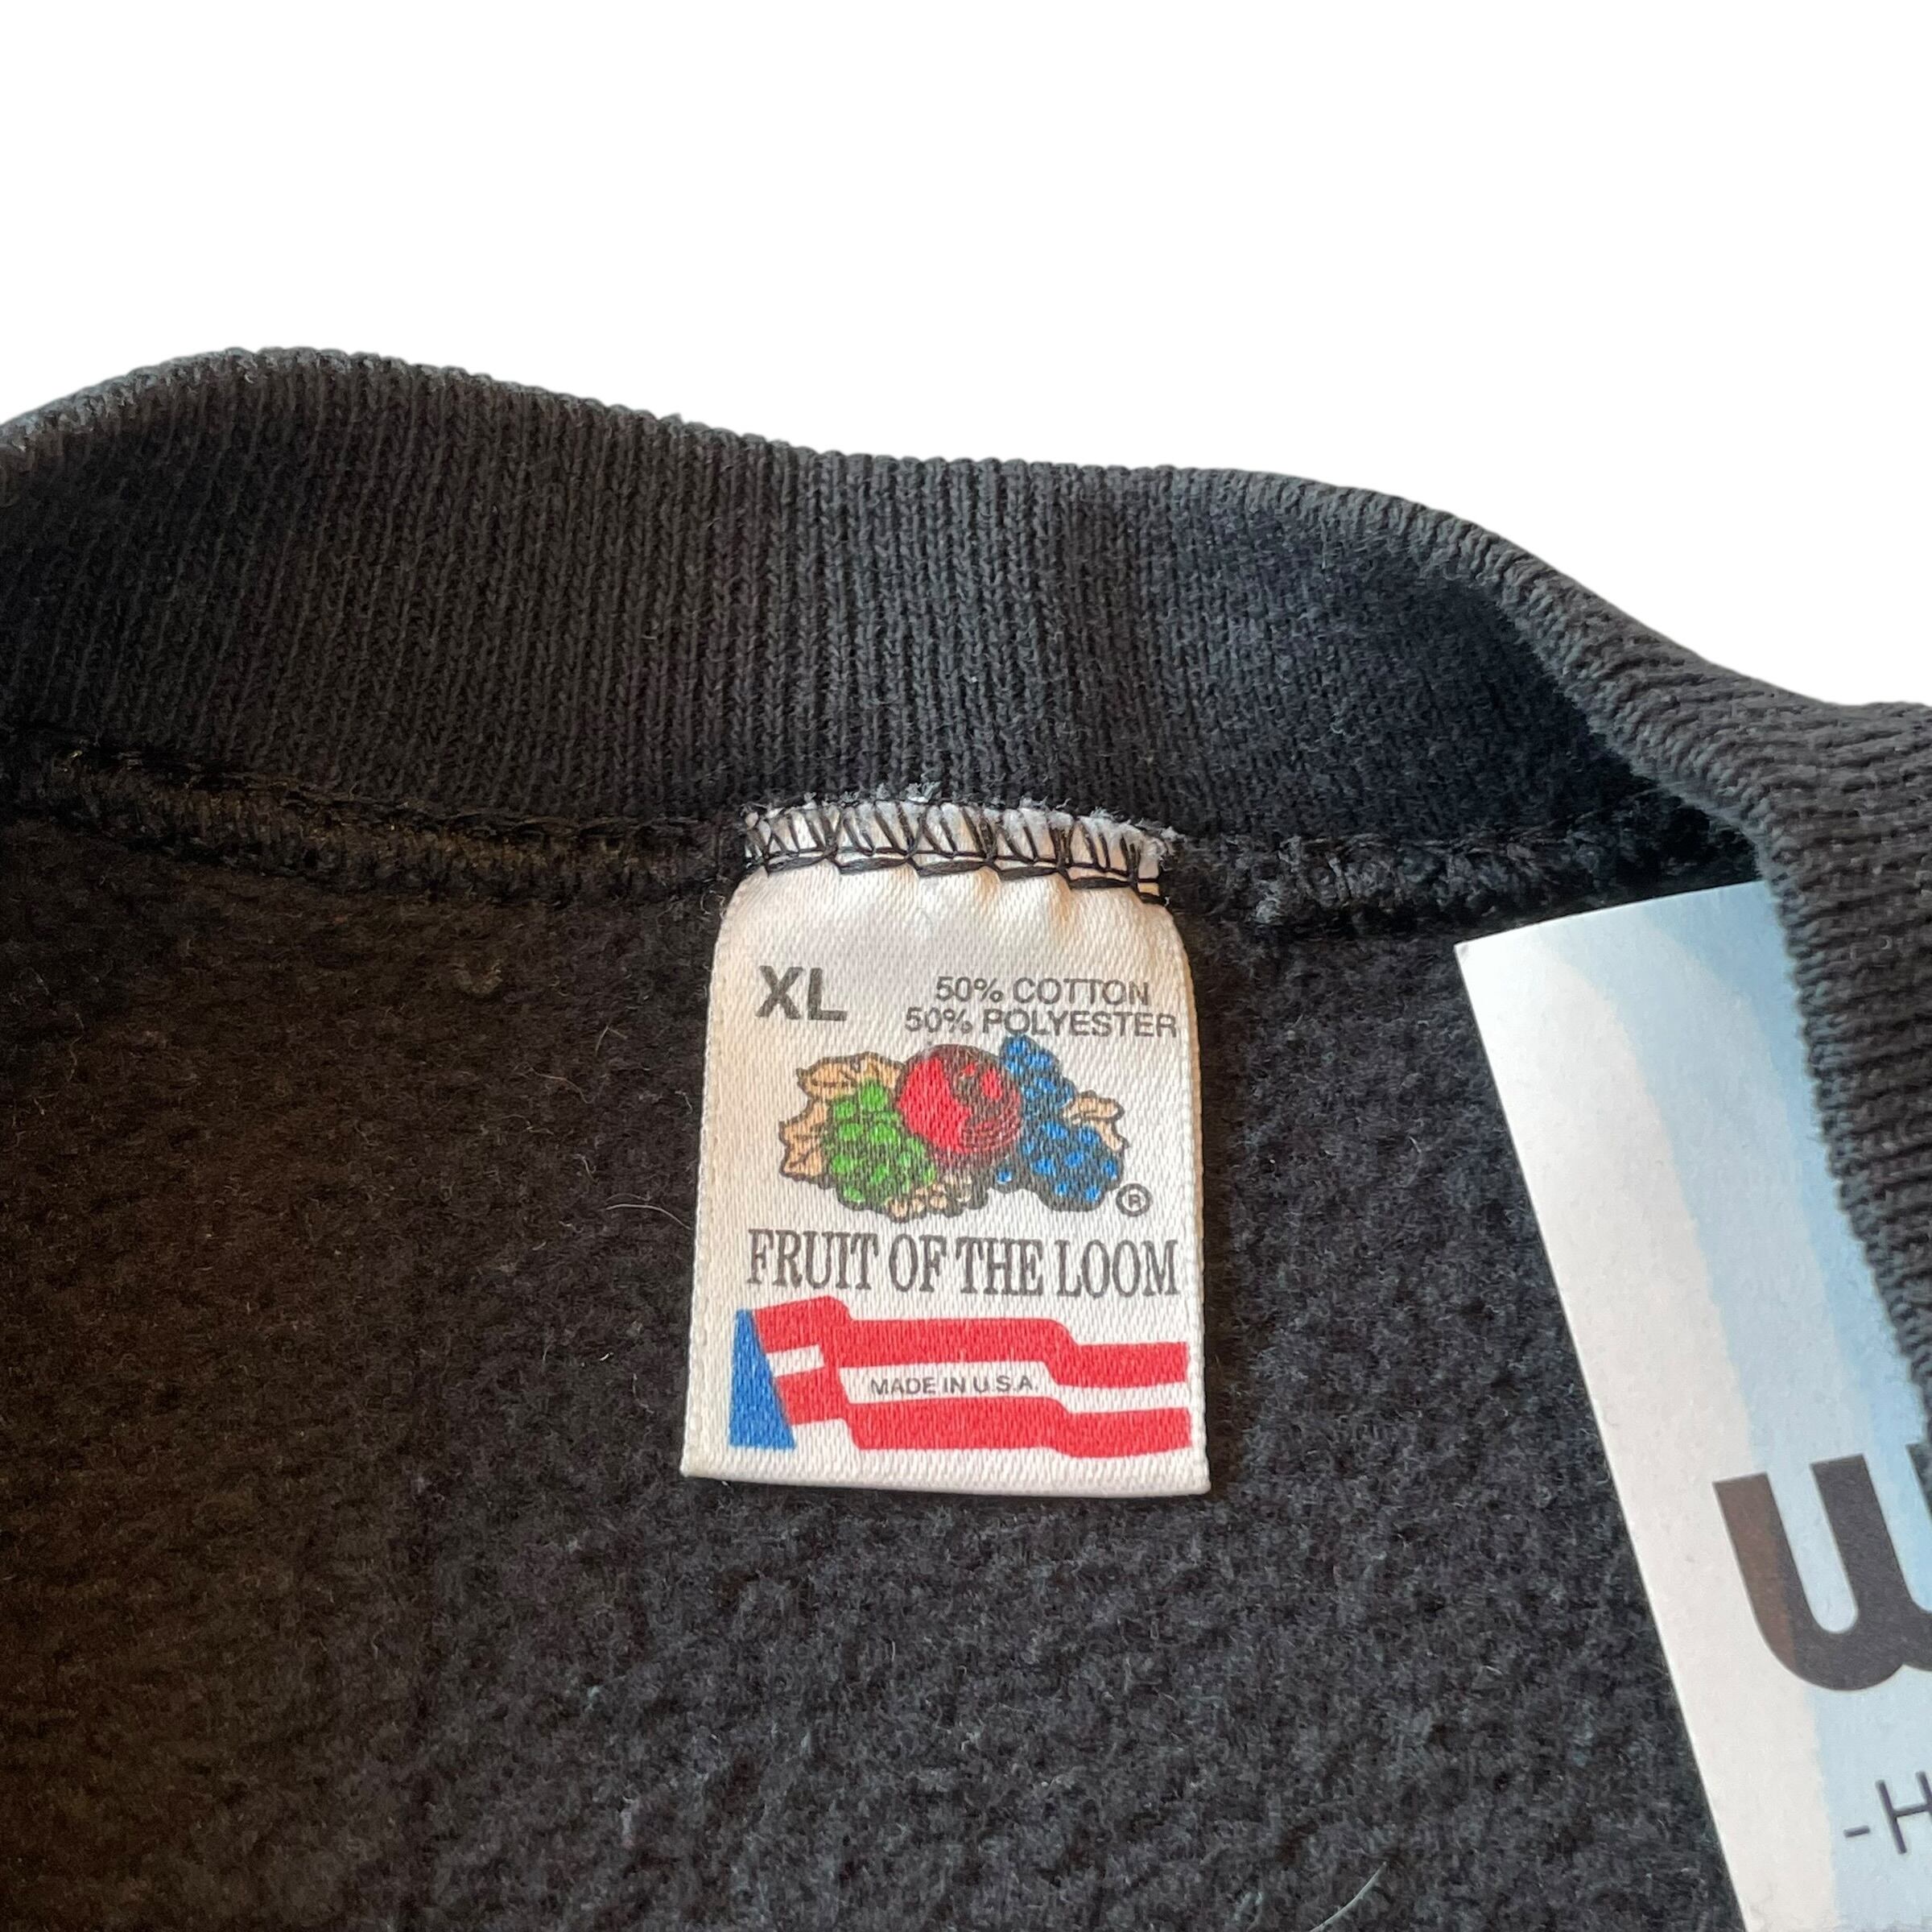 XL 50% COTTON
50% POLYESTER
®
FRUIT OF THE LOOM
MADE IN U.S.A.
-H